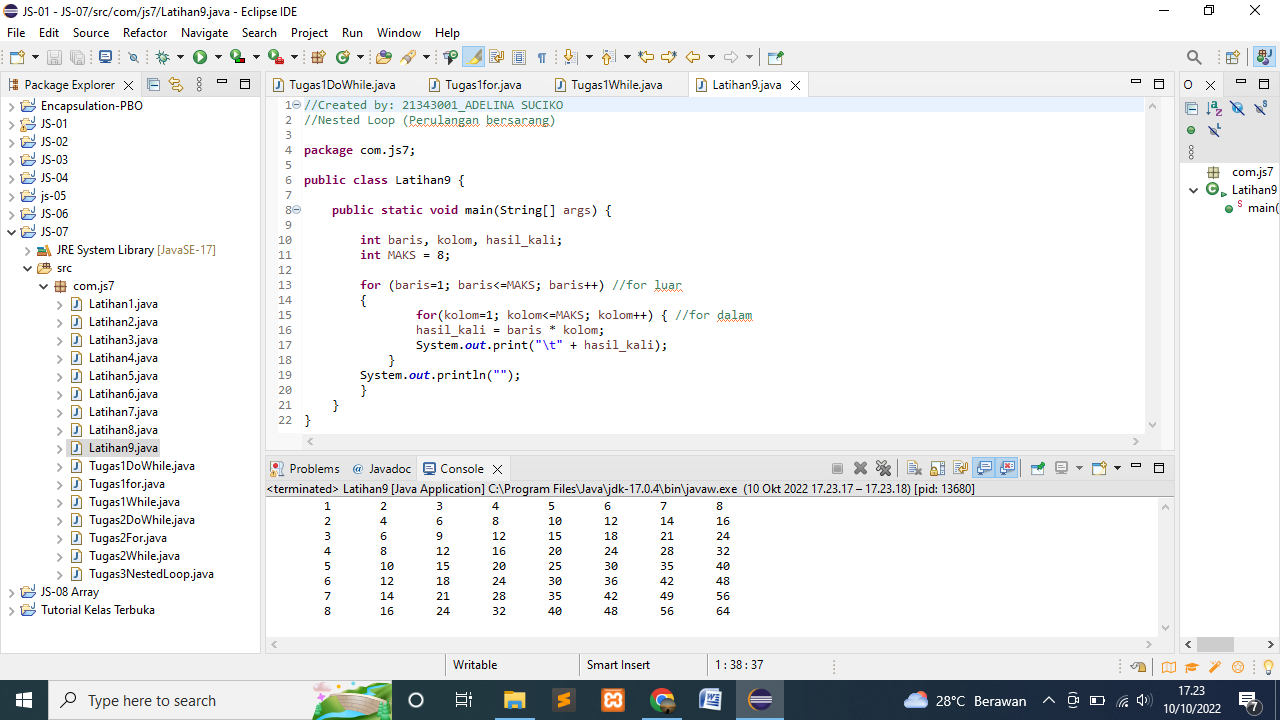 JS-01 - JS-07/src/com/js7/Latihan9.java - Eclipse IDE
File Edit Source Refactor Navigate Search Project Run Window Help
Package Explorer
Encapsulation-PBO
JS-01
JS-02
JS-03
JS-04
js-05
JS-06
JS-07
JRE System Library [JavaSE-17]
src
com.js7
Latihan1.java
Latihan2.java
Latihan3.java
Latihan4.java
Latihan5.java
Latihan6.java
Latihan7.java
Latihan8.java
Latihan9.java
Tugas1DoWhile.java
Tugas1for.java
Tugas1While.java
Tugas2DoWhile.java
Tugas2For.java
Tugas2While.java
Tugas3NestedLoop.java
JS-08 Array
Tutorial Kelas Terbuka
Tugas1DoWhile.java Tugas1for.java Tugas1While.java Latihan9.java
1 //Created by: 21343001_ADELINA SUCIKO
2 //Nested Loop (Perulangan bersarang)
3
4 package com.js7;
5
6 public class Latihan9 {
7
8 public static void main(String[] args) {
9
10 int baris, kolom, hasil_kali;
11 int MAKS = 8;
12
13 for (baris=1; baris<=MAKS; baris++) //for luar
14 {
15 for(kolom=1; kolom<=MAKS; kolom++) { //for dalam
16 hasil_kali = baris * kolom;
17 System.out.print("\t" + hasil_kali);
18 }
19 System.out.println("");
20 }
21 }
22 }
O
com.js7
Latihan9
main(
Problems @ Javadoc Console
<terminated> Latihan9 [Java Application] C:\Program Files\Java\jdk-17.0.4\bin\javaw.exe (10 Okt 2022 17.23.17 – 17.23.18) [pid: 13680]
1 2 3 4 5 6 7 8
2 4 6 8 10 12 14 16
3 6 9 12 15 18 21 24
4 8 12 16 20 24 28 32
5 10 15 20 25 30 35 40
6 12 18 24 30 36 42 48
7 14 21 28 35 42 49 56
8 16 24 32 40 48 56 64
Writable Smart Insert 1 : 38 : 37
Type here to search
28°C Berawan
17.23
10/10/2022
7